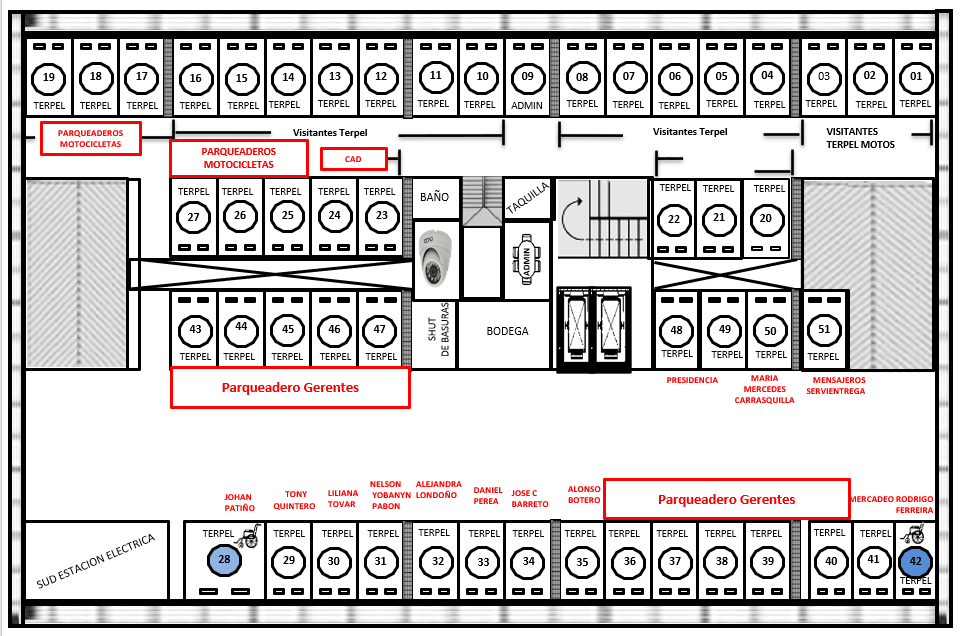 19 18 17 16 15 14 13 12 11 10 09 08 07 06 05 04 03 02 01
TERPEL TERPEL TERPEL TERPEL TERPEL TERPEL TERPEL TERPEL TERPEL TERPEL ADMIN TERPEL TERPEL TERPEL TERPEL TERPEL TERPEL TERPEL TERPEL
PARQUEADEROS
MOTOCICLETAS
Visitantes Terpel
Visitantes Terpel
VISITANTES
TERPEL MOTOS
PARQUEADEROS
MOTOCICLETAS
CAD
TERPEL TERPEL TERPEL TERPEL TERPEL
27 26 25 24 23
BAÑO
TAQUILLA
ADMIN
TERPEL TERPEL TERPEL
22 21 20
43 44 45 46 47
TERPEL TERPEL TERPEL TERPEL TERPEL
SHUT
DE BASURAS
BODEGA
48 49 50 51
TERPEL TERPEL TERPEL TERPEL
Parqueadero Gerentes
PRESIDENCIA
MARIA
MERCEDES
CARRASQUILLA
MENSAJEROS
SERVIENTREGA
JOHAN
PATIÑO
TONY
QUINTERO
LILIANA
TOVAR
NELSON
YOBANYN
PABON
ALEJANDRA
LONDOÑO
DANIEL
PEREA
JOSE C
BARRETO
ALONSO
BOTERO
Parqueadero Gerentes
MERCADEO RODRIGO
FERREIRA
SUD ESTACION ELECTRICA
TERPEL TERPEL TERPEL TERPEL TERPEL TERPEL TERPEL TERPEL TERPEL TERPEL TERPEL TERPEL TERPEL TERPEL
28 29 30 31 32 33 34 35 36 37 38 39 40 41 42
TERPEL